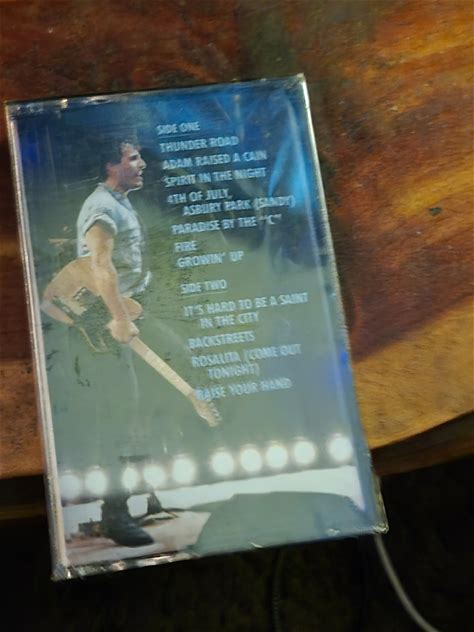 SIDE ONE
THUNDER ROAD
ADAM RAISED A CAIN
SPIRIT IN THE NIGHT
4TH OF JULY,
ASBURY PARK (SANDY)
PARADISE BY THE "C"
FIRE
GROWIN' UP
SIDE TWO
IT'S HARD TO BE A SAINT
IN THE CITY
BACKSTREETS
ROSALITA (COME OUT
TONIGHT)
RAISE YOUR HAND